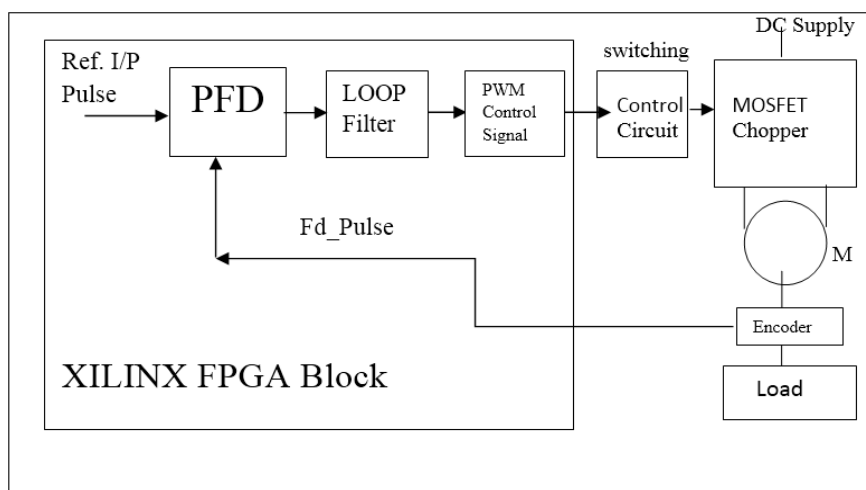 DC Supply
Ref. I/P
Pulse
PFD
LOOP
Filter
PWM
Control
Signal
switching
Control
Circuit
MOSFET
Chopper
Fd_Pulse
M
Encoder
XILINX FPGA Block
Load